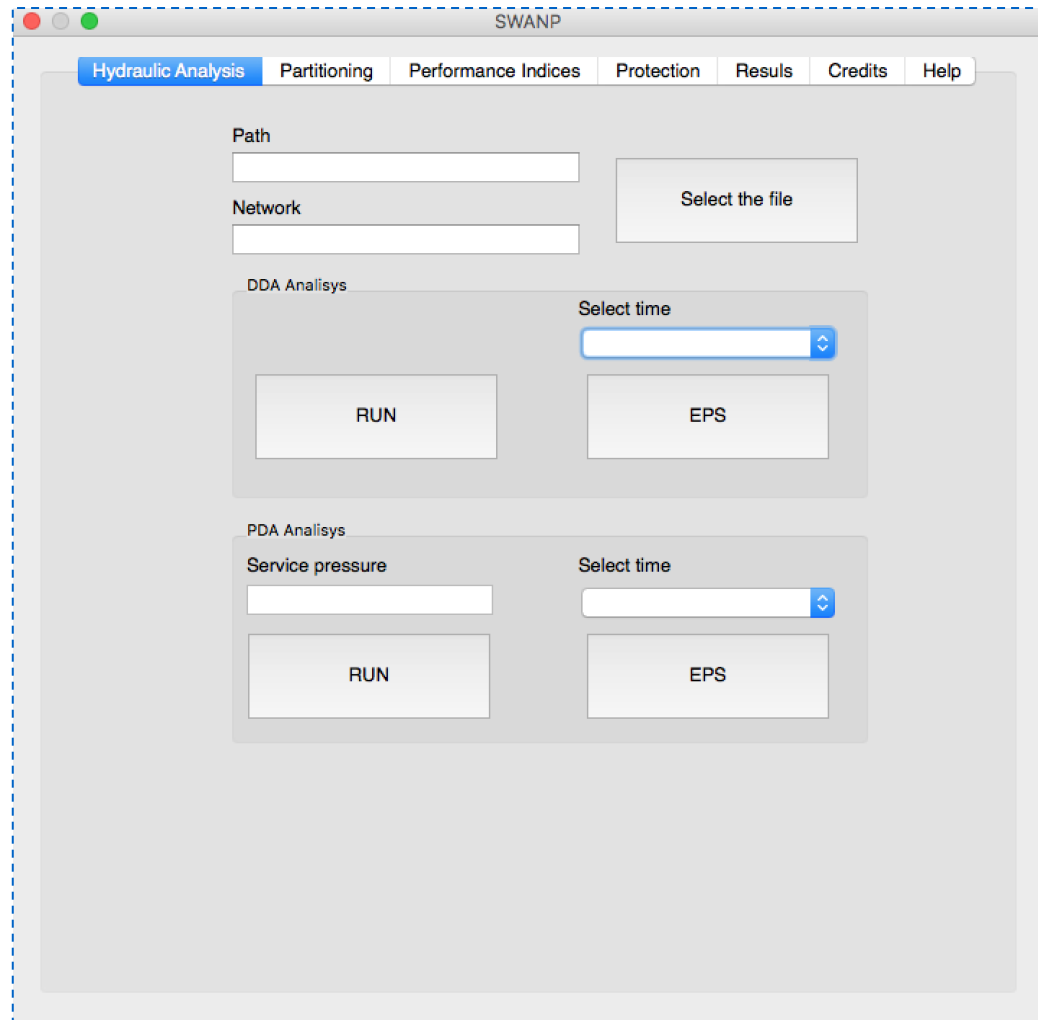 SWANP
Hydraulic Analysis Partitioning Performance Indices Protection Resuls Credits Help
Path
Select the file
Network
DDA Analisys
Select time
RUN EPS
PDA Analisys
Service pressure Select time
RUN EPS